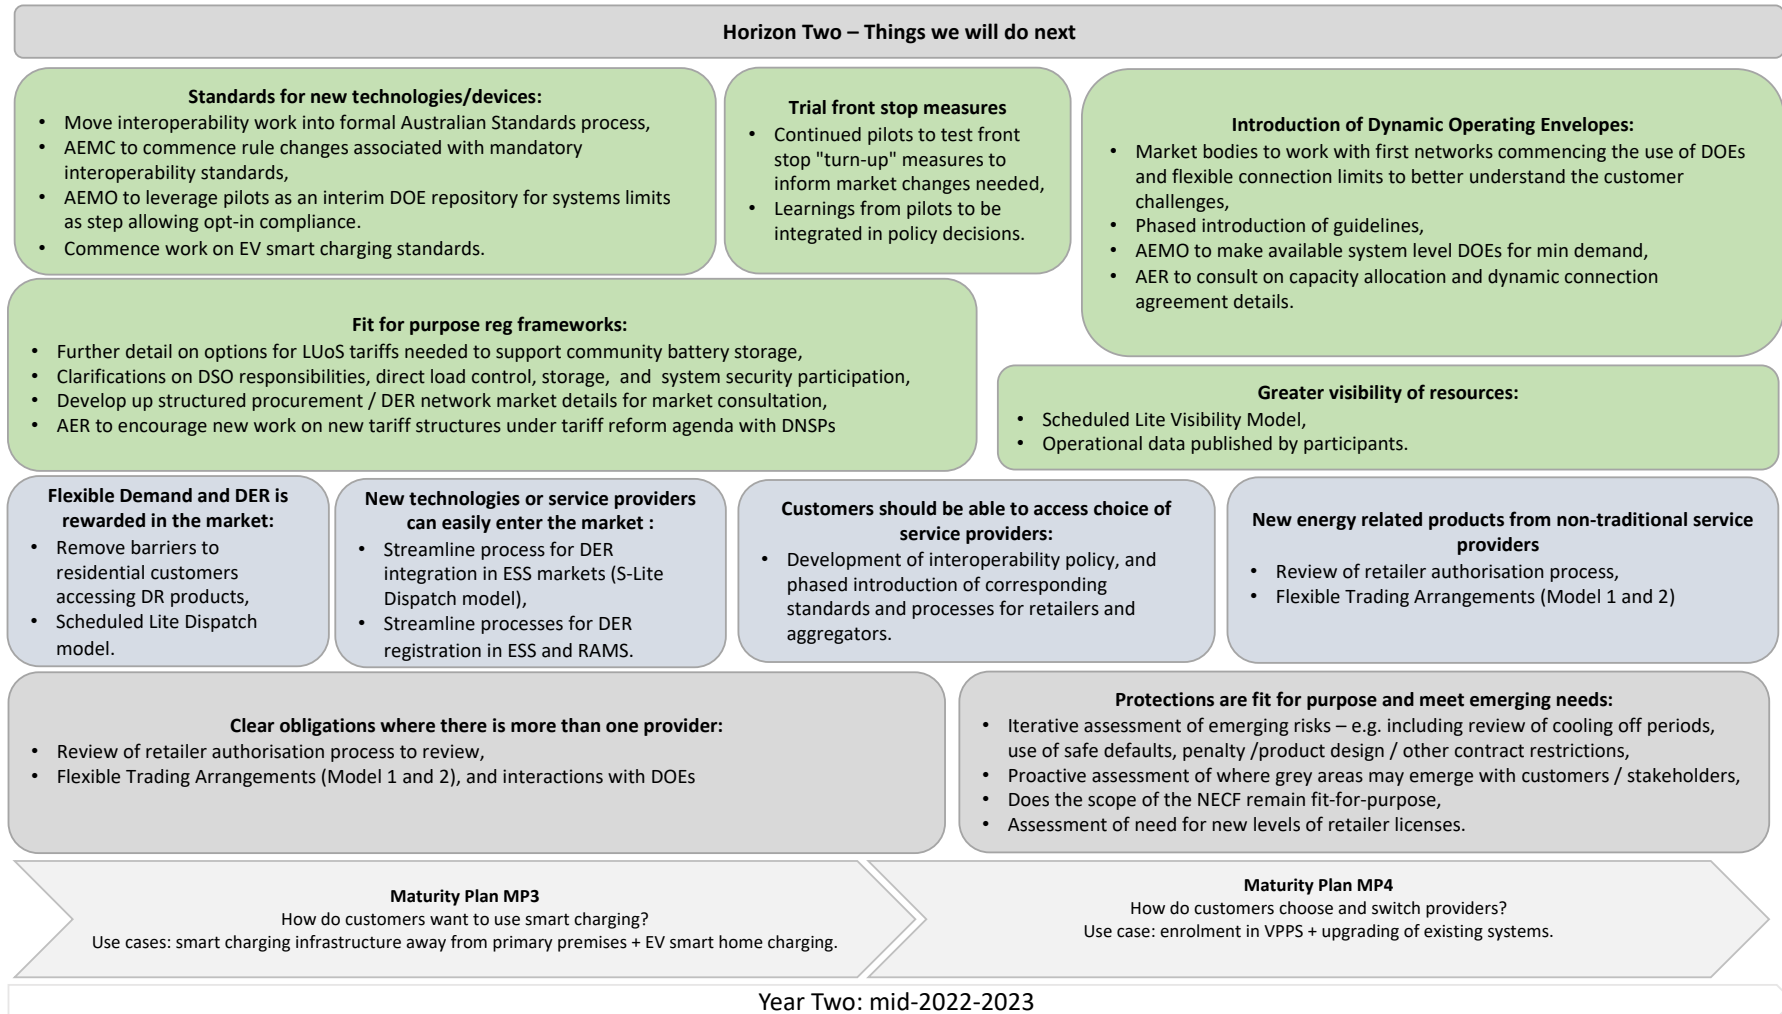 Horizon Two – Things we will do next
Standards for new technologies/devices:
• Move interoperability work into formal Australian Standards process,
• AEMC to commence rule changes associated with mandatory
interoperability standards,
• AEMO to leverage pilots as an interim DOE repository for systems limits
as step allowing opt-in compliance.
• Commence work on EV smart charging standards.
Trial front stop measures
• Continued pilots to test front
stop "turn-up" measures to
inform market changes needed,
• Learnings from pilots to be
integrated in policy decisions.
Introduction of Dynamic Operating Envelopes:
• Market bodies to work with first networks commencing the use of DOEs
and flexible connection limits to better understand the customer
challenges,
• Phased introduction of guidelines,
• AEMO to make available system level DOEs for min demand,
• AER to consult on capacity allocation and dynamic connection
agreement details.
Fit for purpose reg frameworks:
• Further detail on options for LUoS tariffs needed to support community battery storage,
• Clarifications on DSO responsibilities, direct load control, storage, and system security participation,
• Develop up structured procurement / DER network market details for market consultation,
• AER to encourage new work on new tariff structures under tariff reform agenda with DNSPs
Greater visibility of resources:
• Scheduled Lite Visibility Model,
• Operational data published by participants.
Flexible Demand and DER is
rewarded in the market:
• Remove barriers to
residential customers
accessing DR products,
• Scheduled Lite Dispatch
model.
New technologies or service providers
can easily enter the market :
• Streamline process for DER
integration in ESS markets (S-Lite
Dispatch model),
• Streamline processes for DER
registration in ESS and RAMS.
Customers should be able to access choice of
service providers:
• Development of interoperability policy, and
phased introduction of corresponding
standards and processes for retailers and
aggregators.
New energy related products from non-traditional service
providers
• Review of retailer authorisation process,
• Flexible Trading Arrangements (Model 1 and 2)
Clear obligations where there is more than one provider:
• Review of retailer authorisation process to review,
• Flexible Trading Arrangements (Model 1 and 2), and interactions with DOEs
Protections are fit for purpose and meet emerging needs:
• Iterative assessment of emerging risks – e.g. including review of cooling off periods,
use of safe defaults, penalty /product design / other contract restrictions,
• Proactive assessment of where grey areas may emerge with customers / stakeholders,
• Does the scope of the NECF remain fit-for-purpose,
• Assessment of need for new levels of retailer licenses.
Maturity Plan MP3
How do customers want to use smart charging?
Use cases: smart charging infrastructure away from primary premises + EV smart home charging.
Maturity Plan MP4
How do customers choose and switch providers?
Use case: enrolment in VPPS + upgrading of existing systems.
Year Two: mid-2022-2023